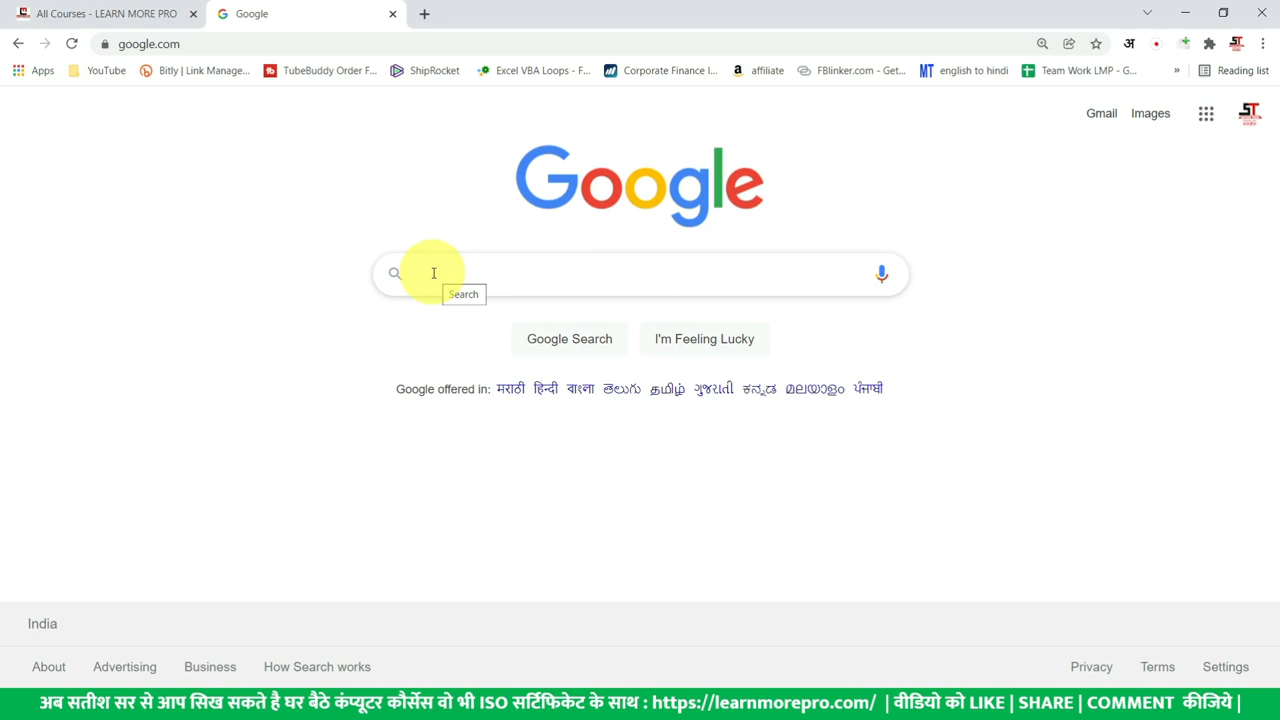 All Courses - LEARN MORE PRO
Google
google.com
Apps
YouTube
Bitly | Link Manage...
TubeBuddy Order F...
ShipRocket
Excel VBA Loops - F...
Corporate Finance I...
affiliate
FBlinker.com - Get...
MT english to hindi
Team Work LMP - G...
»
Reading list
अ
Gmail
Images
ST
Google
Search
Google Search
I'm Feeling Lucky
Google offered in: मराठी हिन्दी বাংলা తెలుగు தமிழ் ગુજરાતી ಕನ್ನಡ മലയാളം ਪੰਜਾਬੀ
India
About
Advertising
Business
How Search works
Privacy
Terms
Settings
अब सतीश सर से आप सिख सकते है घर बैठे कंप्यूटर कौर्सेस वो भी ISO सर्टिफिकेट के साथ : https://learnmorepro.com/ | वीडियो को LIKE | SHARE | COMMENT कीजिये |